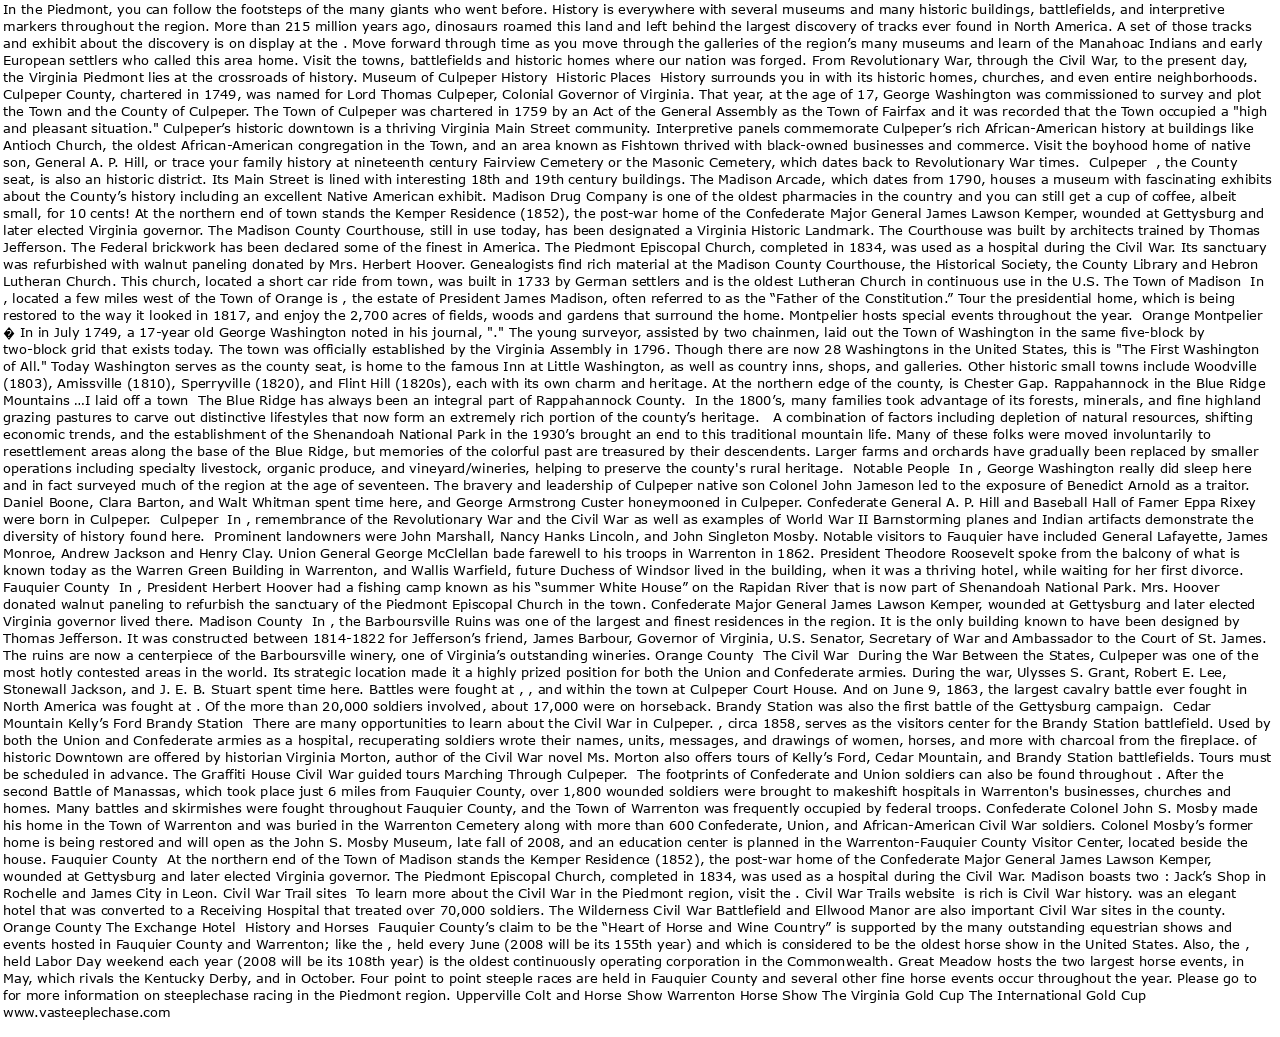 In the Piedmont, you can follow the footsteps of the many giants who went before. History is everywhere with several museums and many historic buildings, battlefields, and interpretive
markers throughout the region. More than 215 million years ago, dinosaurs roamed this land and left behind the largest discovery of tracks ever found in North America. A set of those tracks
and exhibit about the discovery is on display at the . Move forward through time as you move through the galleries of the region’s many museums and learn of the Manahoac Indians and early
European settlers who called this area home. Visit the towns, battlefields and historic homes where our nation was forged. From Revolutionary War, through the Civil War, to the present day,
the Virginia Piedmont lies at the crossroads of history. Museum of Culpeper History  Historic Places  History surrounds you in with its historic homes, churches, and even entire neighborhoods.
Culpeper County, chartered in 1749, was named for Lord Thomas Culpeper, Colonial Governor of Virginia. That year, at the age of 17, George Washington was commissioned to survey and plot
the Town and the County of Culpeper. The Town of Culpeper was chartered in 1759 by an Act of the General Assembly as the Town of Fairfax and it was recorded that the Town occupied a "high
and pleasant situation." Culpeper’s historic downtown is a thriving Virginia Main Street community. Interpretive panels commemorate Culpeper’s rich African-American history at buildings like
Antioch Church, the oldest African-American congregation in the Town, and an area known as Fishtown thrived with black-owned businesses and commerce. Visit the boyhood home of native
son, General A. P. Hill, or trace your family history at nineteenth century Fairview Cemetery or the Masonic Cemetery, which dates back to Revolutionary War times.  Culpeper  , the County
seat, is also an historic district. Its Main Street is lined with interesting 18th and 19th century buildings. The Madison Arcade, which dates from 1790, houses a museum with fascinating exhibits
about the County’s history including an excellent Native American exhibit. Madison Drug Company is one of the oldest pharmacies in the country and you can still get a cup of coffee, albeit
small, for 10 cents! At the northern end of town stands the Kemper Residence (1852), the post-war home of the Confederate Major General James Lawson Kemper, wounded at Gettysburg and
later elected Virginia governor. The Madison County Courthouse, still in use today, has been designated a Virginia Historic Landmark. The Courthouse was built by architects trained by Thomas
Jefferson. The Federal brickwork has been declared some of the finest in America. The Piedmont Episcopal Church, completed in 1834, was used as a hospital during the Civil War. Its sanctuary
was refurbished with walnut paneling donated by Mrs. Herbert Hoover. Genealogists find rich material at the Madison County Courthouse, the Historical Society, the County Library and Hebron
Lutheran Church. This church, located a short car ride from town, was built in 1733 by German settlers and is the oldest Lutheran Church in continuous use in the U.S. The Town of Madison  In
, located a few miles west of the Town of Orange is , the estate of President James Madison, often referred to as the “Father of the Constitution.” Tour the presidential home, which is being
restored to the way it looked in 1817, and enjoy the 2,700 acres of fields, woods and gardens that surround the home. Montpelier hosts special events throughout the year.  Orange Montpelier
� In in July 1749, a 17-year old George Washington noted in his journal, "." The young surveyor, assisted by two chainmen, laid out the Town of Washington in the same five-block by
two-block grid that exists today. The town was officially established by the Virginia Assembly in 1796. Though there are now 28 Washingtons in the United States, this is "The First Washington
of All." Today Washington serves as the county seat, is home to the famous Inn at Little Washington, as well as country inns, shops, and galleries. Other historic small towns include Woodville
(1803), Amissville (1810), Sperryville (1820), and Flint Hill (1820s), each with its own charm and heritage. At the northern edge of the county, is Chester Gap. Rappahannock in the Blue Ridge
Mountains …I laid off a town  The Blue Ridge has always been an integral part of Rappahannock County.  In the 1800’s, many families took advantage of its forests, minerals, and fine highland
grazing pastures to carve out distinctive lifestyles that now form an extremely rich portion of the county’s heritage.   A combination of factors including depletion of natural resources, shifting
economic trends, and the establishment of the Shenandoah National Park in the 1930’s brought an end to this traditional mountain life. Many of these folks were moved involuntarily to
resettlement areas along the base of the Blue Ridge, but memories of the colorful past are treasured by their descendents. Larger farms and orchards have gradually been replaced by smaller
operations including specialty livestock, organic produce, and vineyard/wineries, helping to preserve the county's rural heritage.  Notable People  In , George Washington really did sleep here
and in fact surveyed much of the region at the age of seventeen. The bravery and leadership of Culpeper native son Colonel John Jameson led to the exposure of Benedict Arnold as a traitor.
Daniel Boone, Clara Barton, and Walt Whitman spent time here, and George Armstrong Custer honeymooned in Culpeper. Confederate General A. P. Hill and Baseball Hall of Famer Eppa Rixey
were born in Culpeper.  Culpeper  In , remembrance of the Revolutionary War and the Civil War as well as examples of World War II Barnstorming planes and Indian artifacts demonstrate the
diversity of history found here.  Prominent landowners were John Marshall, Nancy Hanks Lincoln, and John Singleton Mosby. Notable visitors to Fauquier have included General Lafayette, James
Monroe, Andrew Jackson and Henry Clay. Union General George McClellan bade farewell to his troops in Warrenton in 1862. President Theodore Roosevelt spoke from the balcony of what is
known today as the Warren Green Building in Warrenton, and Wallis Warfield, future Duchess of Windsor lived in the building, when it was a thriving hotel, while waiting for her first divorce.
Fauquier County  In , President Herbert Hoover had a fishing camp known as his “summer White House” on the Rapidan River that is now part of Shenandoah National Park. Mrs. Hoover
donated walnut paneling to refurbish the sanctuary of the Piedmont Episcopal Church in the town. Confederate Major General James Lawson Kemper, wounded at Gettysburg and later elected
Virginia governor lived there. Madison County  In , the Barboursville Ruins was one of the largest and finest residences in the region. It is the only building known to have been designed by
Thomas Jefferson. It was constructed between 1814-1822 for Jefferson’s friend, James Barbour, Governor of Virginia, U.S. Senator, Secretary of War and Ambassador to the Court of St. James.
The ruins are now a centerpiece of the Barboursville winery, one of Virginia’s outstanding wineries. Orange County  The Civil War  During the War Between the States, Culpeper was one of the
most hotly contested areas in the world. Its strategic location made it a highly prized position for both the Union and Confederate armies. During the war, Ulysses S. Grant, Robert E. Lee,
Stonewall Jackson, and J. E. B. Stuart spent time here. Battles were fought at , , and within the town at Culpeper Court House. And on June 9, 1863, the largest cavalry battle ever fought in
North America was fought at . Of the more than 20,000 soldiers involved, about 17,000 were on horseback. Brandy Station was also the first battle of the Gettysburg campaign.  Cedar
Mountain Kelly’s Ford Brandy Station  There are many opportunities to learn about the Civil War in Culpeper. , circa 1858, serves as the visitors center for the Brandy Station battlefield. Used by
both the Union and Confederate armies as a hospital, recuperating soldiers wrote their names, units, messages, and drawings of women, horses, and more with charcoal from the fireplace. of
historic Downtown are offered by historian Virginia Morton, author of the Civil War novel Ms. Morton also offers tours of Kelly’s Ford, Cedar Mountain, and Brandy Station battlefields. Tours must
be scheduled in advance. The Graffiti House Civil War guided tours Marching Through Culpeper.  The footprints of Confederate and Union soldiers can also be found throughout . After the
second Battle of Manassas, which took place just 6 miles from Fauquier County, over 1,800 wounded soldiers were brought to makeshift hospitals in Warrenton's businesses, churches and
homes. Many battles and skirmishes were fought throughout Fauquier County, and the Town of Warrenton was frequently occupied by federal troops. Confederate Colonel John S. Mosby made
his home in the Town of Warrenton and was buried in the Warrenton Cemetery along with more than 600 Confederate, Union, and African-American Civil War soldiers. Colonel Mosby’s former
home is being restored and will open as the John S. Mosby Museum, late fall of 2008, and an education center is planned in the Warrenton-Fauquier County Visitor Center, located beside the
house. Fauquier County  At the northern end of the Town of Madison stands the Kemper Residence (1852), the post-war home of the Confederate Major General James Lawson Kemper,
wounded at Gettysburg and later elected Virginia governor. The Piedmont Episcopal Church, completed in 1834, was used as a hospital during the Civil War. Madison boasts two : Jack’s Shop in
Rochelle and James City in Leon. Civil War Trail sites  To learn more about the Civil War in the Piedmont region, visit the . Civil War Trails website  is rich is Civil War history. was an elegant
hotel that was converted to a Receiving Hospital that treated over 70,000 soldiers. The Wilderness Civil War Battlefield and Ellwood Manor are also important Civil War sites in the county.
Orange County The Exchange Hotel  History and Horses  Fauquier County’s claim to be the “Heart of Horse and Wine Country” is supported by the many outstanding equestrian shows and
events hosted in Fauquier County and Warrenton; like the , held every June (2008 will be its 155th year) and which is considered to be the oldest horse show in the United States. Also, the ,
held Labor Day weekend each year (2008 will be its 108th year) is the oldest continuously operating corporation in the Commonwealth. Great Meadow hosts the two largest horse events, in
May, which rivals the Kentucky Derby, and in October. Four point to point steeple races are held in Fauquier County and several other fine horse events occur throughout the year. Please go to
for more information on steeplechase racing in the Piedmont region. Upperville Colt and Horse Show Warrenton Horse Show The Virginia Gold Cup The International Gold Cup
www.vasteeplechase.com